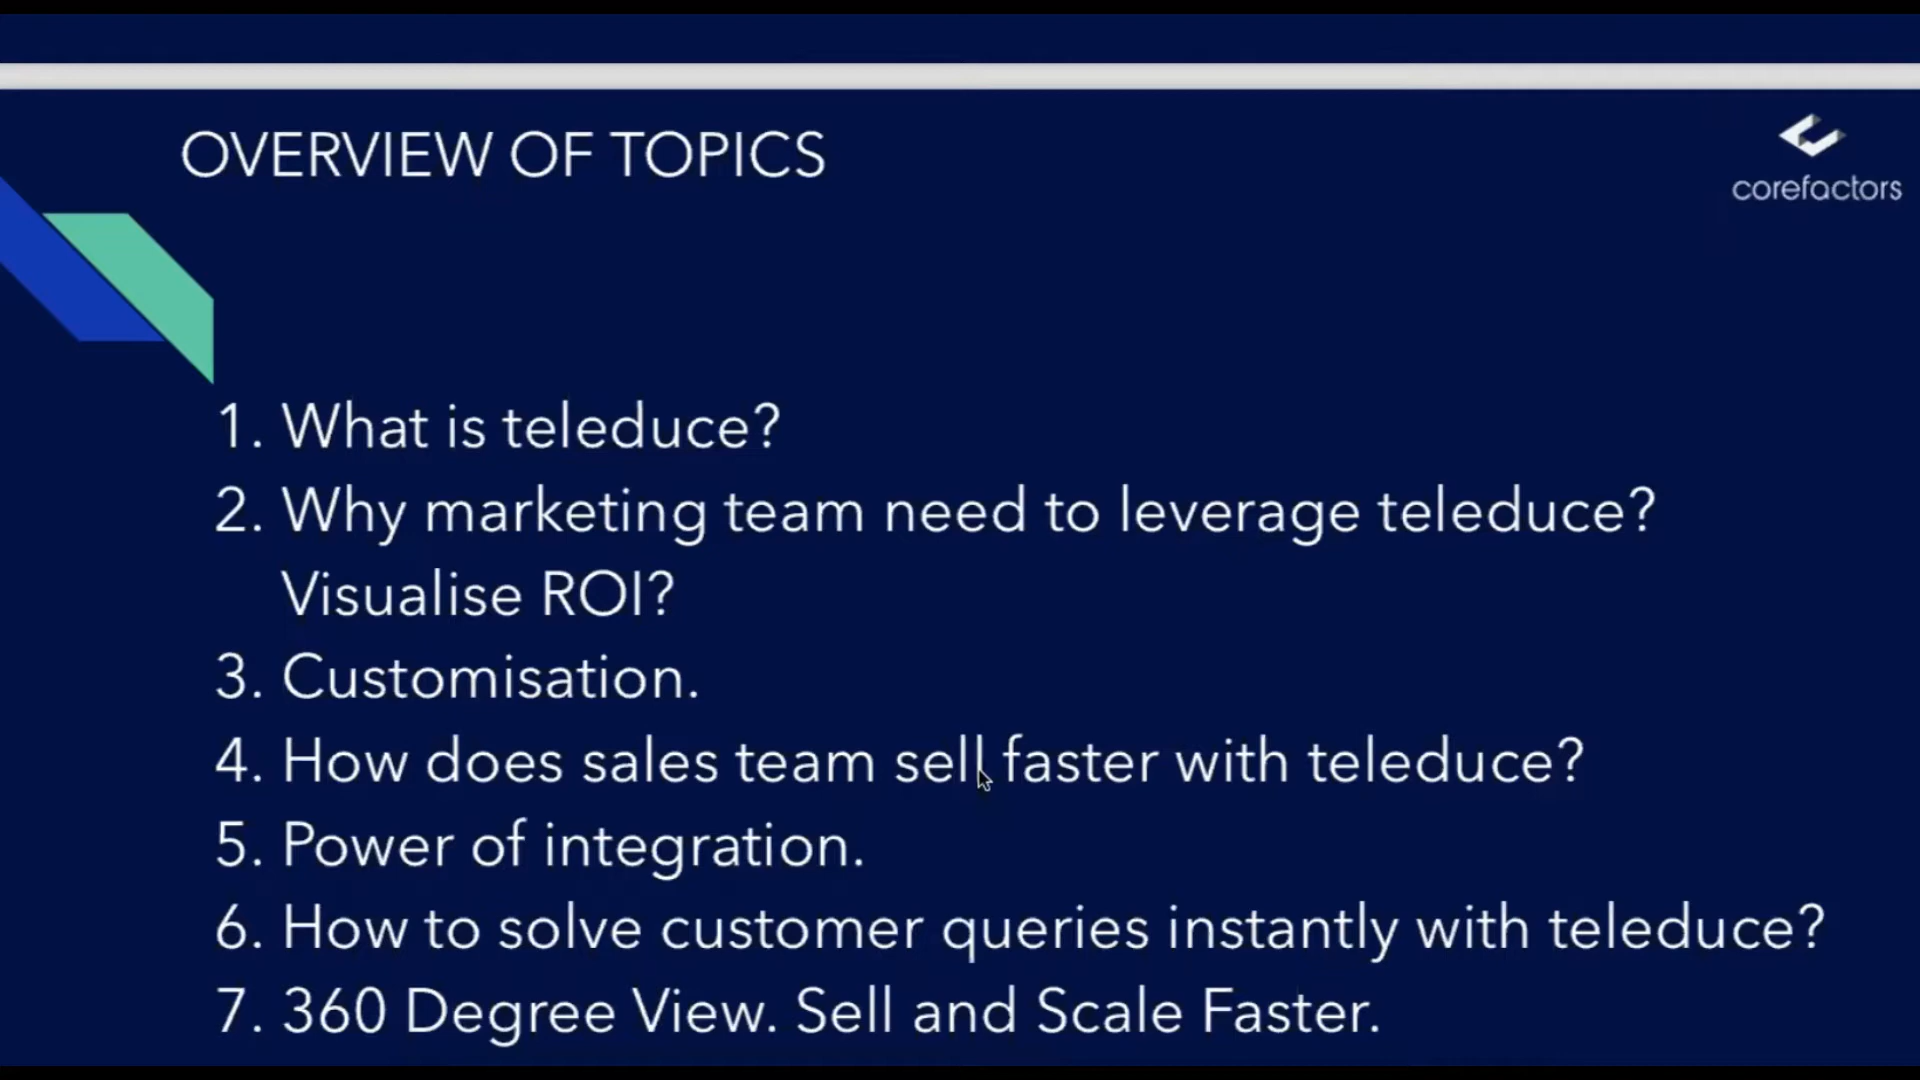 OVERVIEW OF TOPICS
corefactors
1. What is teleduce?
2. Why marketing team need to leverage teleduce?
Visualise ROI?
3. Customisation.
4. How does sales team sell faster with teleduce?
5. Power of integration.
6. How to solve customer queries instantly with teleduce?
7. 360 Degree View. Sell and Scale Faster.